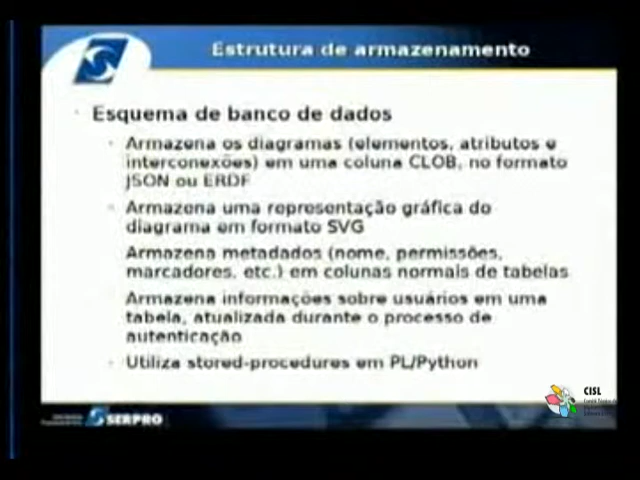 Estrutura de armazenamento
Esquema de banco de dados
Armazena os diagramas (elementos, atributos e
interconexões) em uma coluna CLOB, no formato
JSON ou ERDF
Armazena uma representação gráfica do
diagrama em formato SVG
Armazena metadados (nome, permissões,
marcadores, etc.) em colunas normais de tabelas
Armazena informações sobre usuários em uma
tabela, atualizada durante o processo de
autenticação
Utiliza stored-procedures em PL/Python
CISL
SERPRO